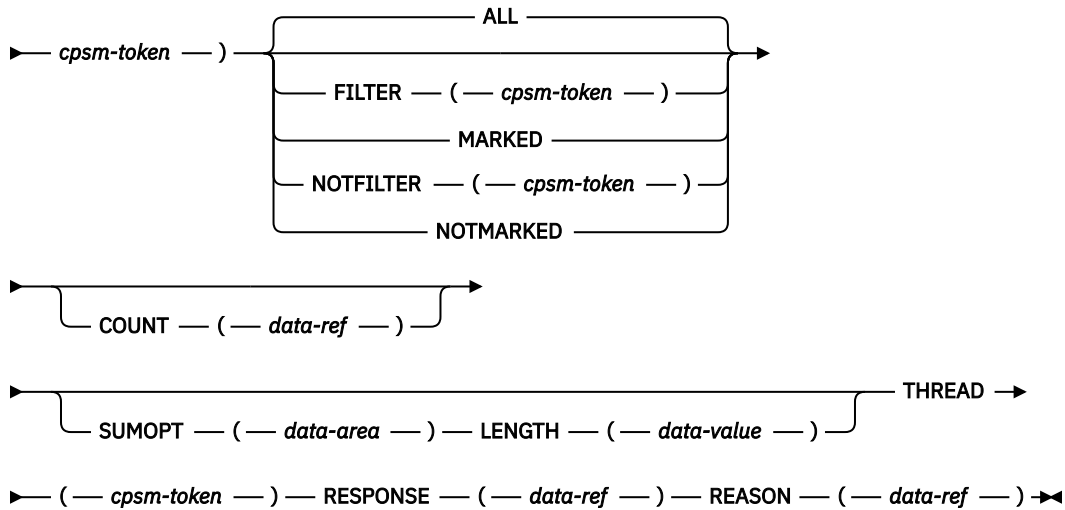 ALL
cpsm-token )
FILTER ( cpsm-token )
MARKED
NOTFILTER ( cpsm-token )
NOTMARKED
COUNT ( data-ref )
THREAD
SUMOPT ( data-area ) LENGTH ( data-value )
( cpsm-token ) RESPONSE ( data-ref ) REASON ( data-ref )